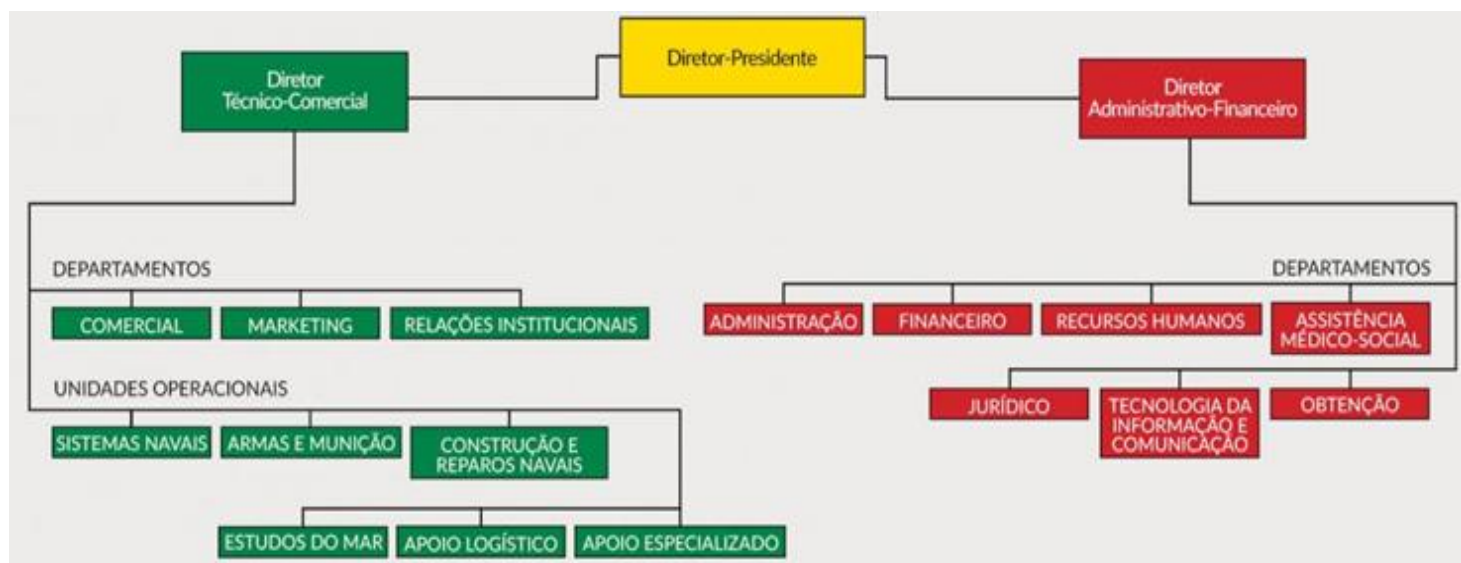 Diretor-Presidente
Diretor
Técnico-Comercial
Diretor
Administrativo-Financeiro
DEPARTAMENTOS
COMERCIAL
MARKETING
RELAÇÕES INSTITUCIONAIS
UNIDADES OPERACIONAIS
SISTEMAS NAVAIS
ARMAS E MUNIÇÃO
CONSTRUÇÃO E
REPAROS NAVAIS
ESTUDOS DO MAR
APOIO LOGÍSTICO
APOIO ESPECIALIZADO
DEPARTAMENTOS
ADMINISTRAÇÃO
FINANCEIRO
RECURSOS HUMANOS
ASSISTÊNCIA
MÉDICO-SOCIAL
JURÍDICO
TECNOLOGIA DA
INFORMAÇÃO E
COMUNICAÇÃO
OBTENÇÃO